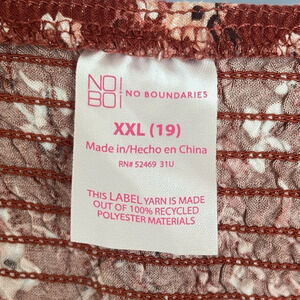 NO
BO
NO BOUNDARIES
XXL (19)
Made in/Hecho en China
RN# 52469 31U
THIS LABEL YARN IS MADE
OUT OF 100% RECYCLED
POLYESTER MATERIALS